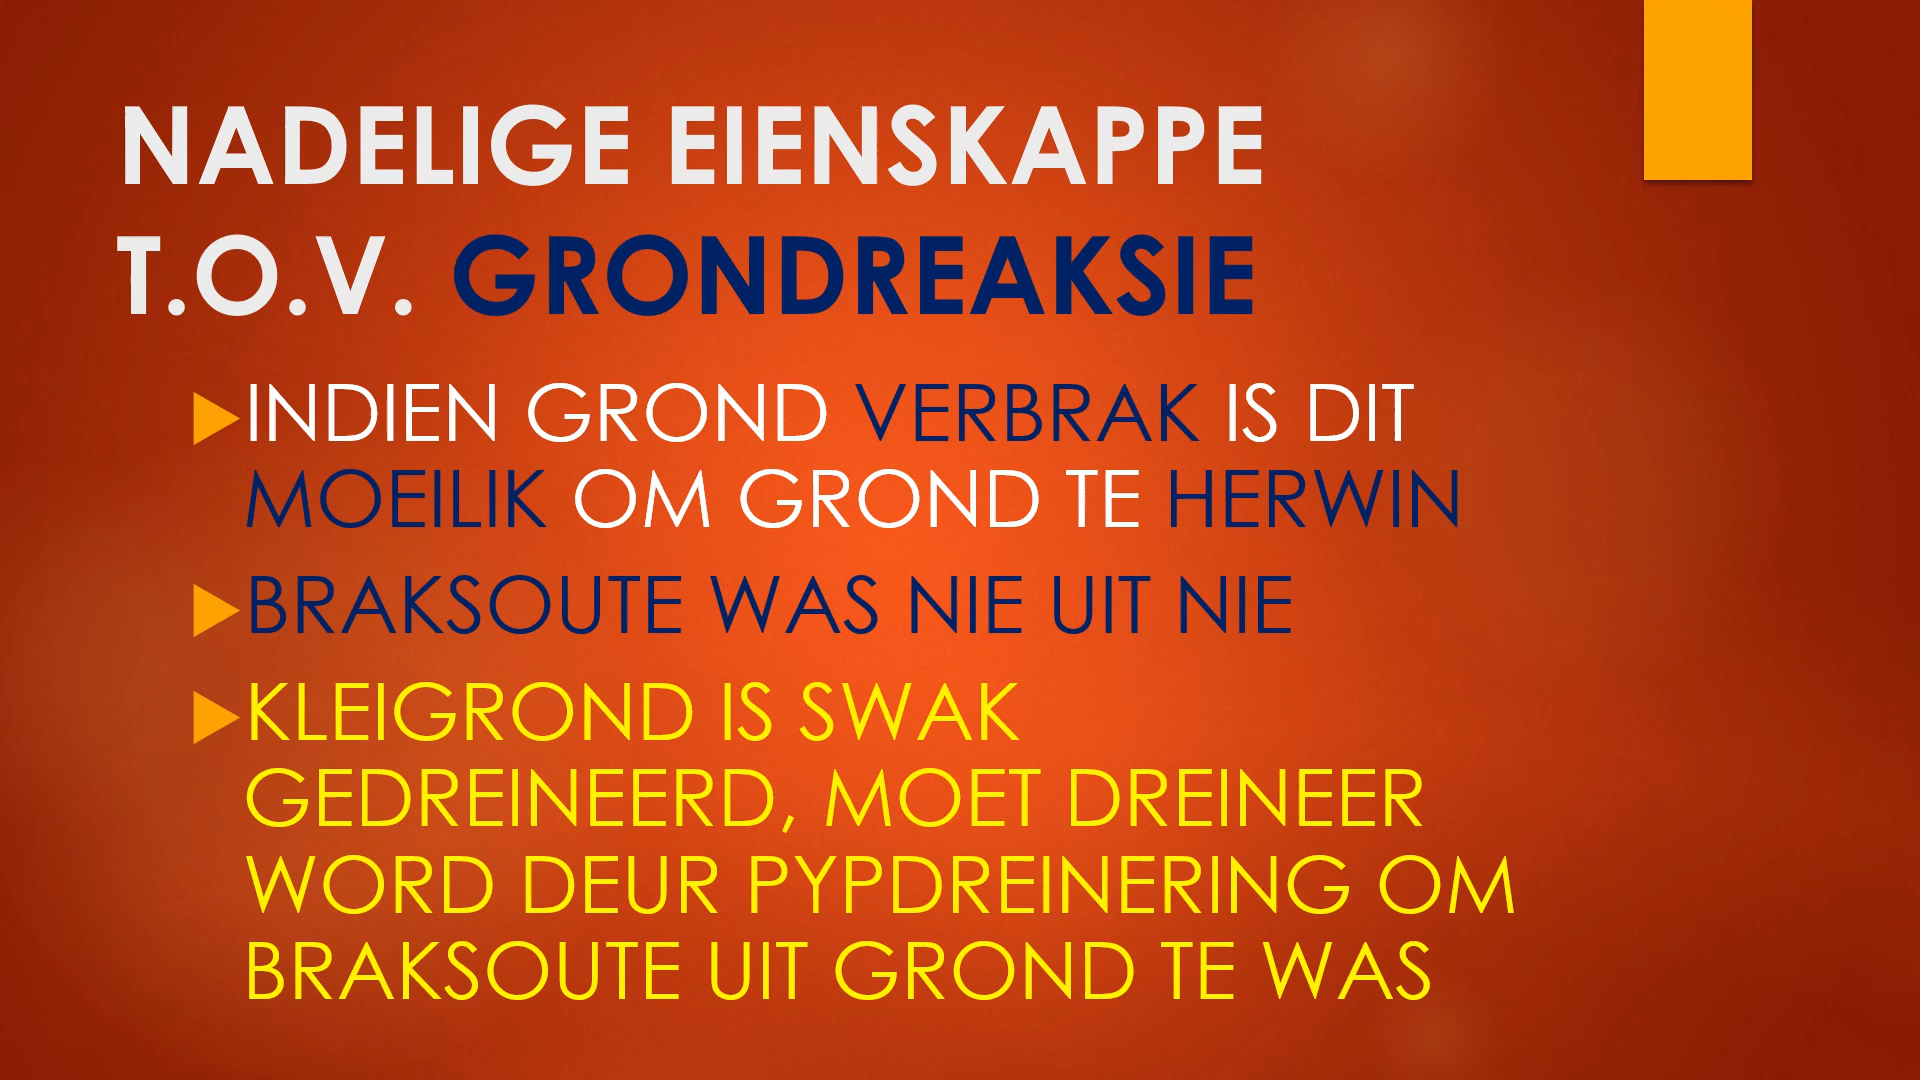 NADELIGE EIENSKAPPE
T.O.V. GRONDREAKSIE
INDIEN GROND VERBRAK IS DIT
MOEILIK OM GROND TE HERWIN
BRAKSOUTE WAS NIE UIT NIE
KLEIGROND IS SWAK
GEDREINEERD, MOET DREINEER
WORD DEUR PYPDREINERING OM
BRAKSOUTE UIT GROND TE WAS